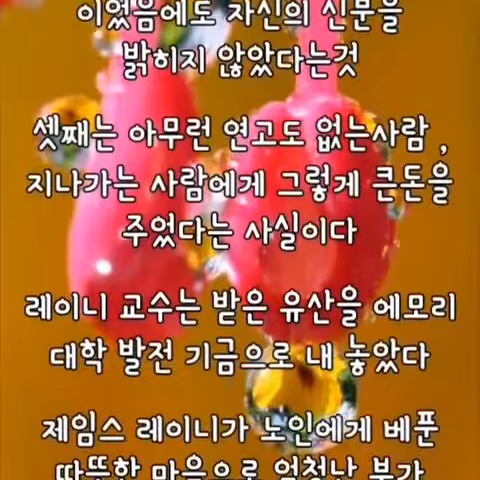 이었음에도 자신의 신분을
밝히지 않았다는것
셋째는 아무런 연고도 없는사람 ,
지나가는 사람에게 그렇게 큰돈을
주었다는 사실이다
레이니 교수는 받은 유산을 에모리
대학 발전 기금으로 내 놓았다
제임스 레이니가 노인에게 베푼
따뜻한 마음으로 엄청난 부가